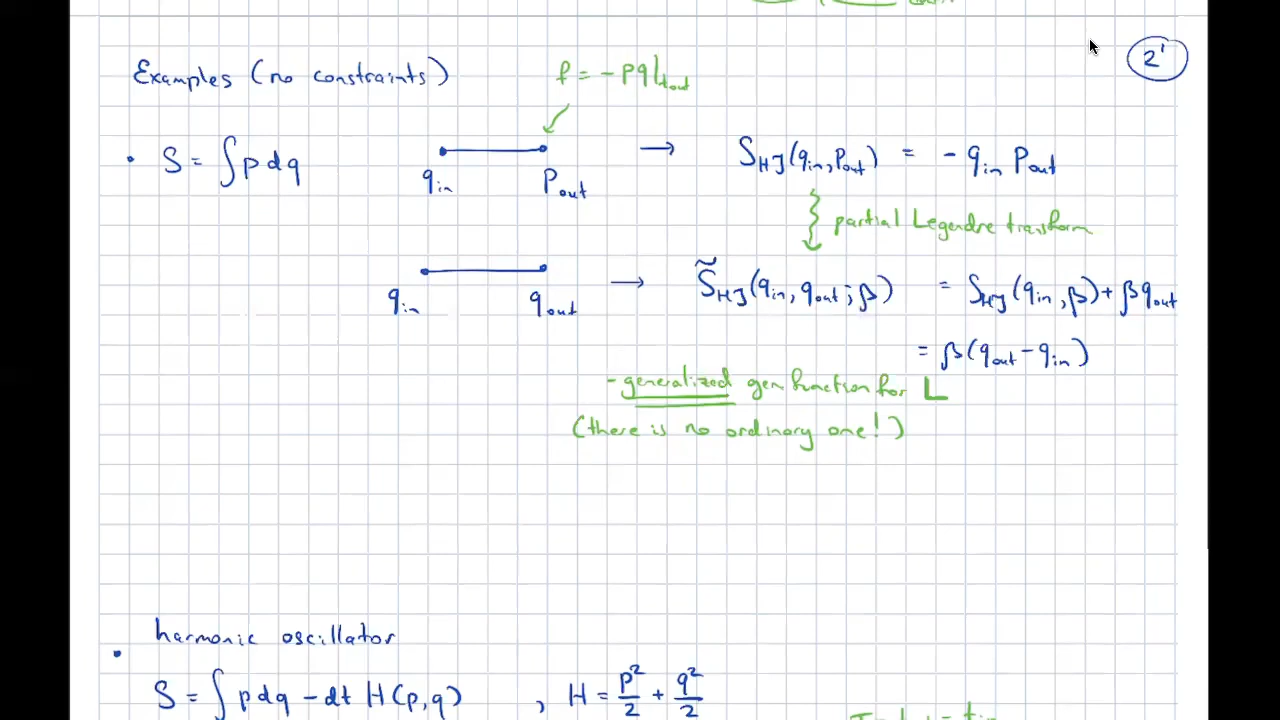 Examples (no constraints)
f = - pq|tout
2'
• S = ∫ p dq
qin
Pout
→ SHJ(qin, Pout) = - qin Pout
partial Legendre transform
qin
qout
→ S̃HJ(qin, qout; β) = SHJ(qin, β) + β qout
= β(qout - qin)
- generalized gen function for L
(there is no ordinary one!)
• harmonic oscillator
S = ∫ p dq - dt H(p,q) , H = p²/2 + q²/2